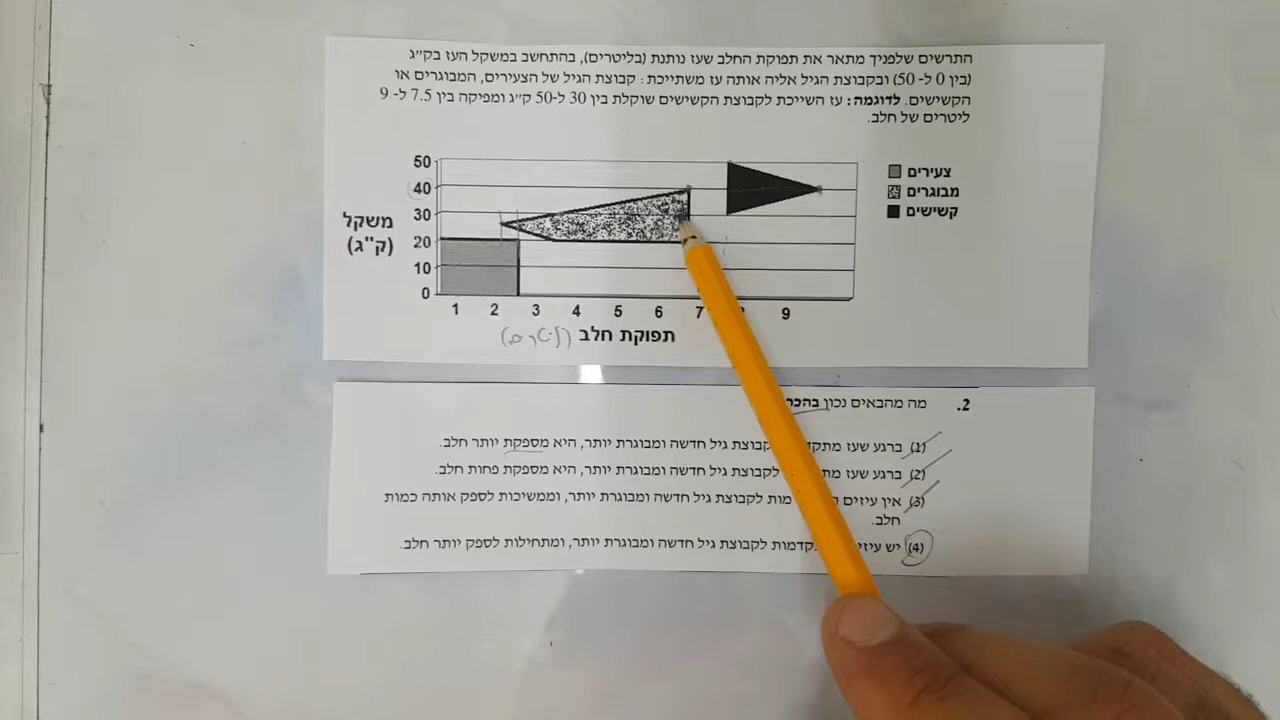 התרשים שלפניך מתאר את תפוקת החלב שעז נותנת (בליטרים), בהתחשב במשקל העז בק״ג
(בין 0 ל- 50) ובקבוצת הגיל אליה אותה עז משתייכת: קבוצת הגיל של הצעירים, המבוגרים או
הקשישים. לדוגמה: עז השייכת לקבוצת הקשישים שוקלת בין 30 ל-50 ק״ג ומפיקה בין 7.5 ל- 9
ליטרים של חלב.
50
40
30
20
10
0
משקל
(ק"ג)
צעירים
מבוגרים
קשישים
1 2 3 4 5 6 7 9
תפוקת חלב (ליטרים)
2. מה מהבאים נכון
(1) ברגע שעז קבוצת גיל חדשה ומבוגרת יותר, היא מספקת יותר חלב.
(2) ברגע שעז לקבוצת גיל חדשה ומבוגרת יותר, היא מספקת פחות חלב.
(3) אין עיזים לקבוצת גיל חדשה ומבוגרת יותר, וממשיכות לספק אותה כמות
חלב.
(4) יש לקבוצת גיל חדשה ומבוגרת יותר, ומתחילות לספק יותר חלב.